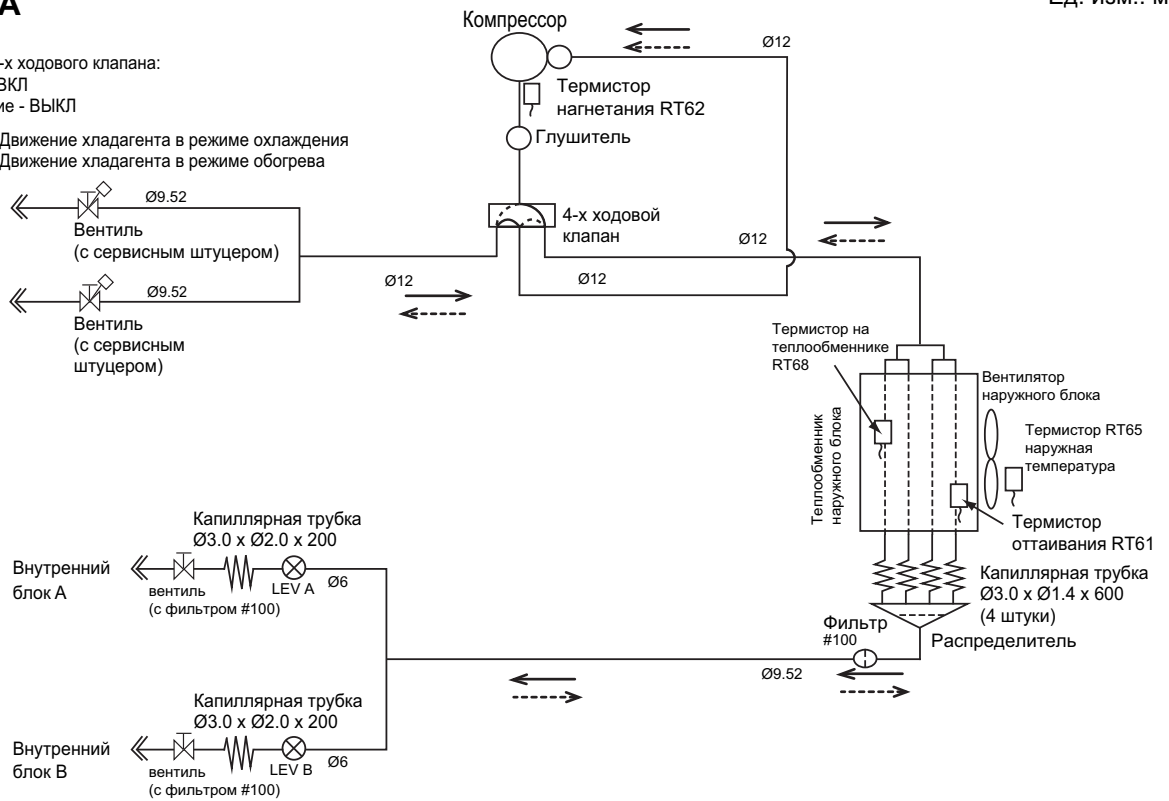 А
Ед. изм.: м
-х ходового клапана:
ВКЛ
ие - ВЫКЛ
Движение хладагента в режиме охлаждения
Движение хладагента в режиме обогрева
Компрессор
Ø12
Термистор
нагнетания RT62
Глушитель
4-х ходовой
клапан
Ø9.52
Вентиль
(с сервисным штуцером)
Ø9.52
Вентиль
(с сервисным
штуцером)
Ø12
Ø12
Ø12
Термистор на
теплообменнике
RT68
Теплообменник
наружного блока
Вентилятор
наружного блока
Термистор RT65
наружная
температура
Термистор
оттаивания RT61
Капиллярная трубка
Ø3.0 x Ø1.4 x 600
(4 штуки)
Распределитель
Фильтр
#100
Ø9.52
Капиллярная трубка
Ø3.0 x Ø2.0 x 200
Внутренний
блок А
вентиль
(с фильтром #100)
LEV A
Ø6
Капиллярная трубка
Ø3.0 x Ø2.0 x 200
Внутренний
блок В
вентиль
(с фильтром #100)
LEV B
Ø6